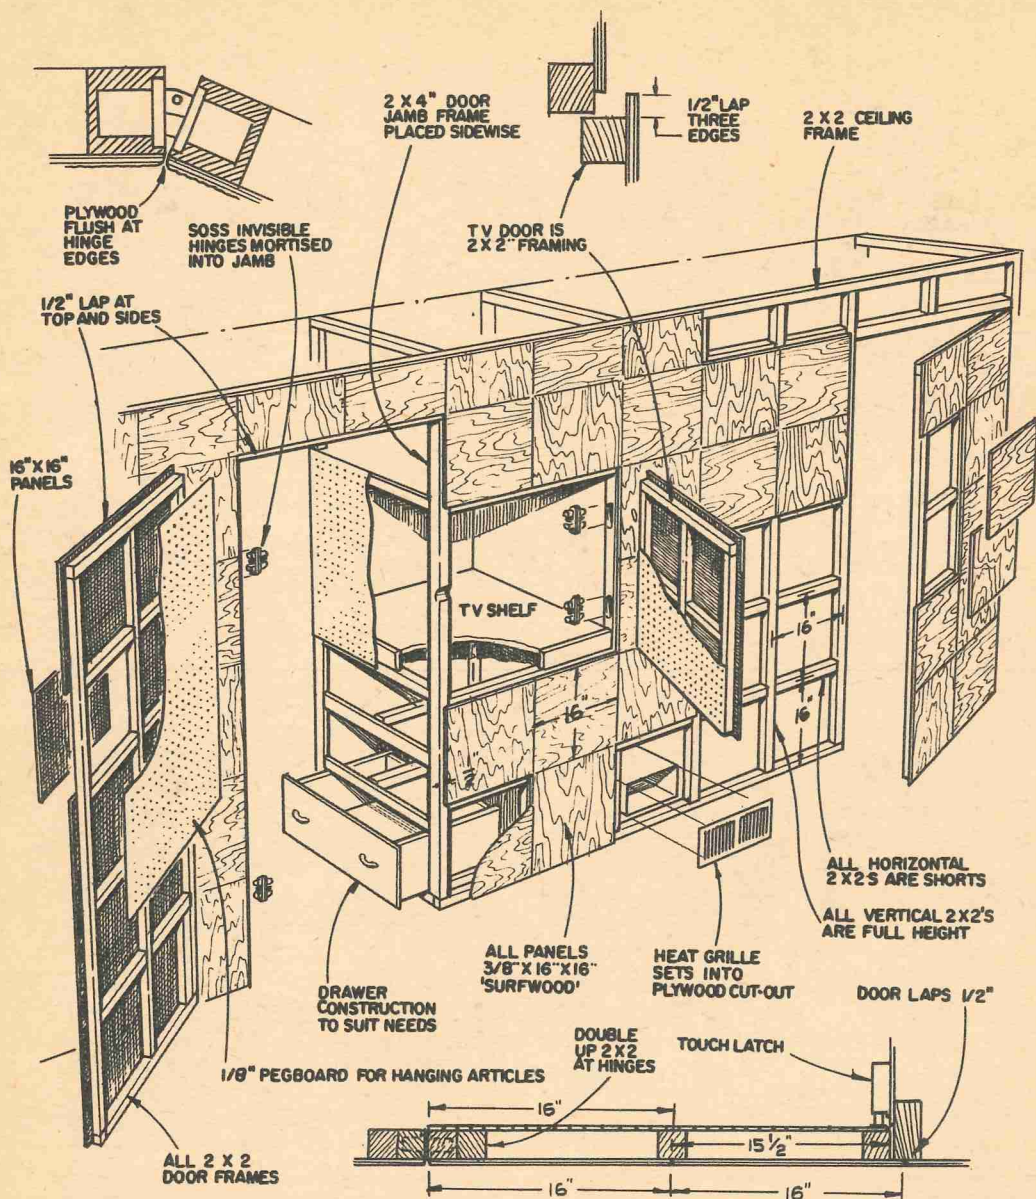 2 X 4" DOOR
JAMB FRAME
PLACED SIDEWISE
1/2" LAP
THREE
EDGES
2 X 2 CEILING
FRAME
PLYWOOD
FLUSH AT
HINGE
EDGES
SOSS INVISIBLE
HINGES MORTISED
INTO JAMB
TV DOOR IS
2 X 2" FRAMING
1/2" LAP AT
TOP AND SIDES
16" X 16"
PANELS
TV SHELF
16"
16"
16"
16"
ALL HORIZONTAL
2 X 2'S ARE SHORTS
ALL VERTICAL 2 X 2'S
ARE FULL HEIGHT
DRAWER
CONSTRUCTION
TO SUIT NEEDS
ALL PANELS
3/8" X 16" X 16"
'SURFWOOD'
HEAT GRILLE
SETS INTO
PLYWOOD CUT-OUT
DOOR LAPS 1/2"
DOUBLE
UP 2 X 2
AT HINGES
TOUCH LATCH
1/8" PEGBOARD FOR HANGING ARTICLES
16"
15 1/2"
ALL 2 X 2
DOOR FRAMES
16"
16"